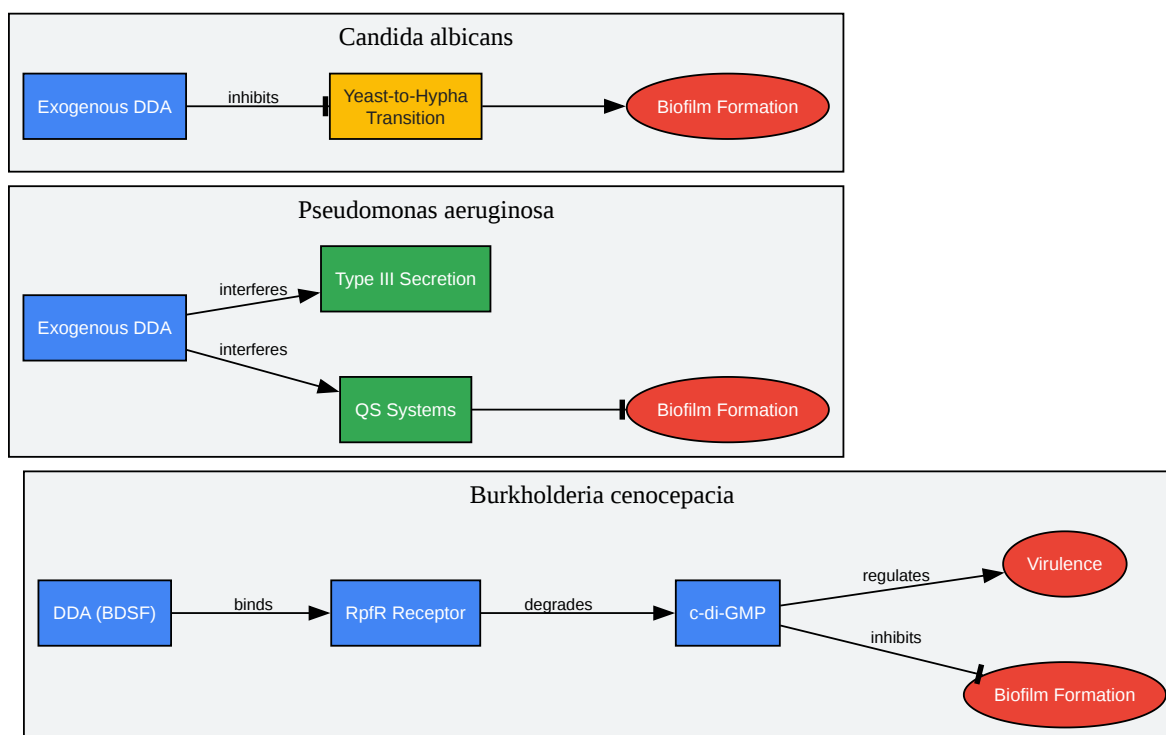 Candida albicans
Exogenous DDA
inhibits
Yeast-to-Hypha
Transition
Biofilm Formation
Pseudomonas aeruginosa
Exogenous DDA
interferes
Type III Secretion
interferes
QS Systems
Biofilm Formation
Burkholderia cenocepacia
DDA (BDSF)
binds
RpfR Receptor
degrades
c-di-GMP
regulates
Virulence
inhibits
Biofilm Formation